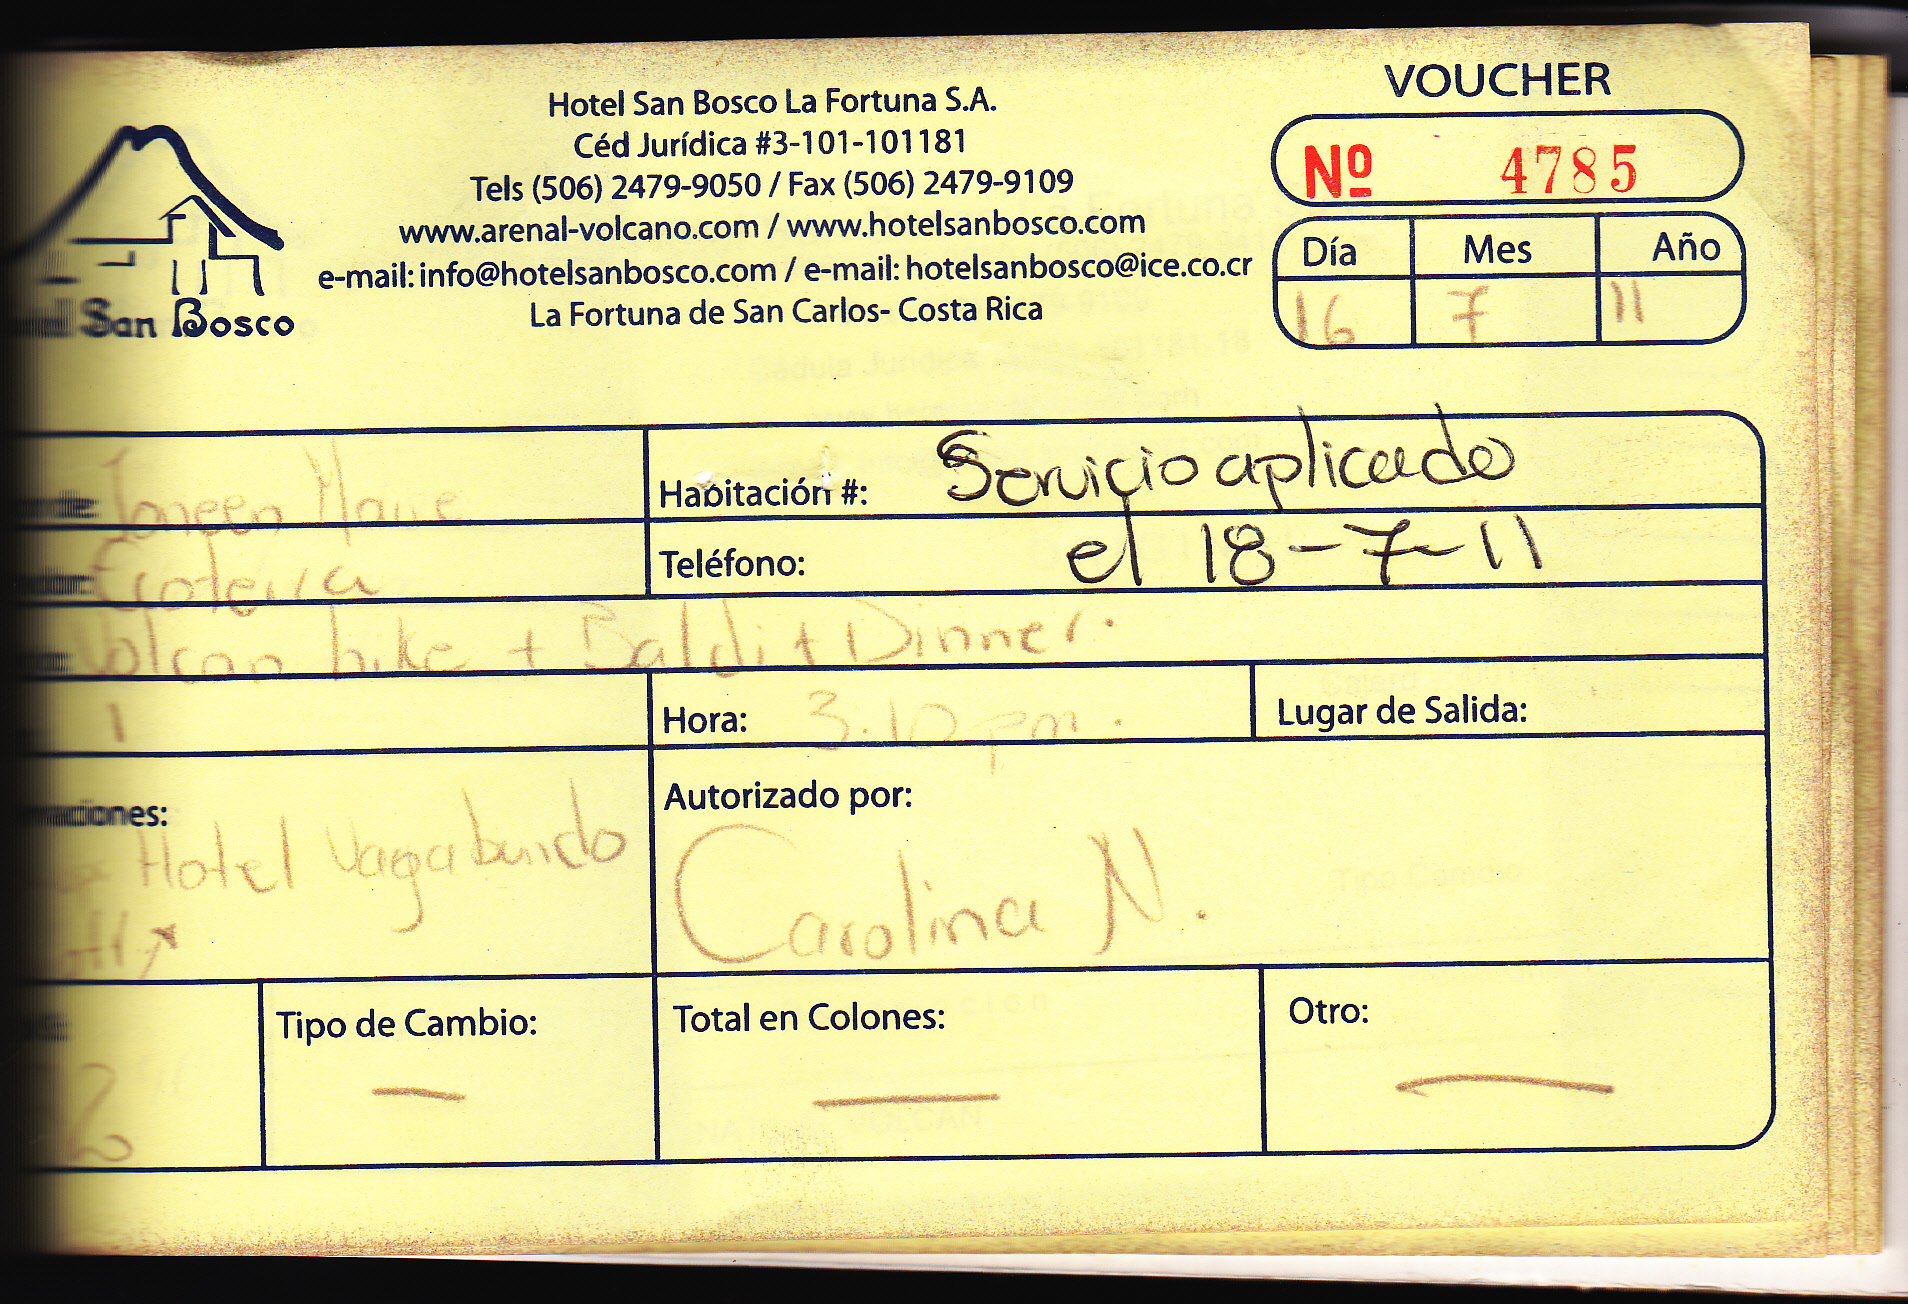 VOUCHER
Hotel San Bosco La Fortuna S.A.
Céd Jurídica #3-101-101181
Tels (506) 2479-9050 / Fax (506) 2479-9109
www.arenal-volcano.com / www.hotelsanbosco.com
e-mail: info@hotelsanbosco.com / e-mail: hotelsanbosco@ice.co.cr
La Fortuna de San Carlos- Costa Rica
San Bosco
Nº 4785
Día Mes Año
16 7 11
Habitación #: Servicio aplicado
Teléfono: el 18-7-11
Ecoterra
Volcan hike + Baldi + Dinner.
1 Hora: 3:10 pm. Lugar de Salida:
Autorizado por:
Hotel Vagabundo
Carolina N.
Tipo de Cambio: Total en Colones: Otro:
— — —